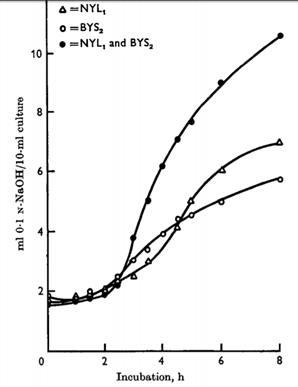 △ =NYL₁
○ =BYS₂
● =NYL₁ and BYS₂
10
8
6
4
2
0
2
4
6
8
ml 0·1 N-NaOH/10-ml culture
Incubation, h